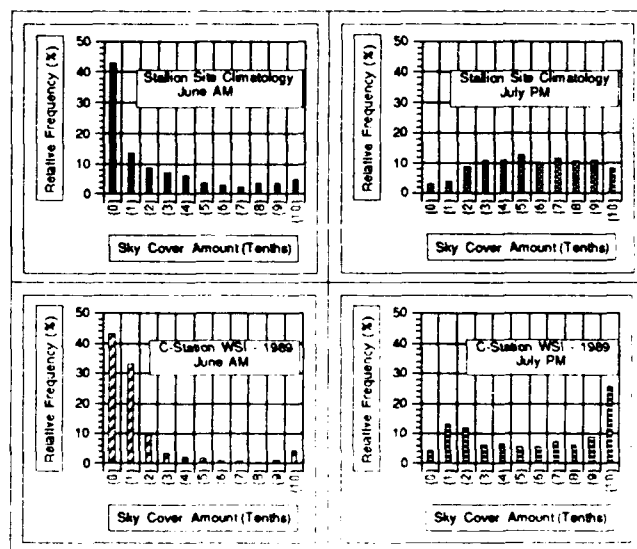 Relative Frequency (%)
50
40
30
20
10
0
Stallion Site Climatology
June AM
(0) (1) (2) (3) (4) (5) (6) (7) (8) (9) (10)
Sky Cover Amount (Tenths)
Relative Frequency (%)
50
40
30
20
10
0
Stallion Site Climatology
July PM
(0) (1) (2) (3) (4) (5) (6) (7) (8) (9) (10)
Sky Cover Amount (Tenths)
Relative Frequency (%)
50
40
30
20
10
0
C-Station WSI - 1989
June AM
(0) (1) (2) (3) (4) (5) (6) (7) (8) (9) (10)
Sky Cover Amount (Tenths)
Relative Frequency (%)
50
40
30
20
10
0
C-Station WSI - 1989
July PM
(0) (1) (2) (3) (4) (5) (6) (7) (8) (9) (10)
Sky Cover Amount (Tenths)